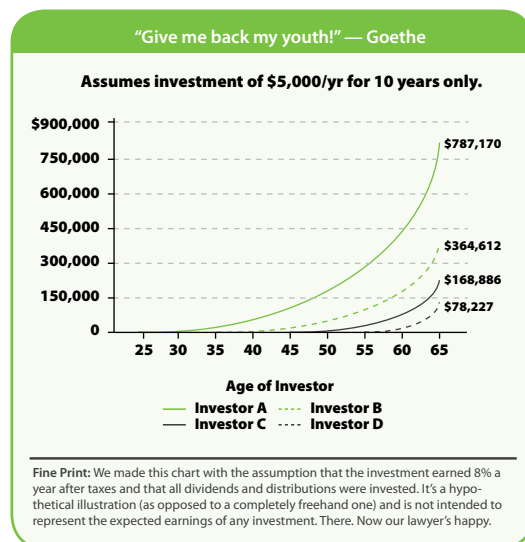 “Give me back my youth!” — Goethe
Assumes investment of $5,000/yr for 10 years only.
$900,000
750,000
600,000
450,000
300,000
150,000
0
$787,170
$364,612
$168,886
$78,227
25 30 35 40 45 50 55 60 65
Age of Investor
Investor A Investor B
Investor C Investor D
Fine Print: We made this chart with the assumption that the investment earned 8% a
year after taxes and that all dividends and distributions were invested. It’s a hypo-
thetical illustration (as opposed to a completely freehand one) and is not intended to
represent the expected earnings of any investment. There. Now our lawyer’s happy.